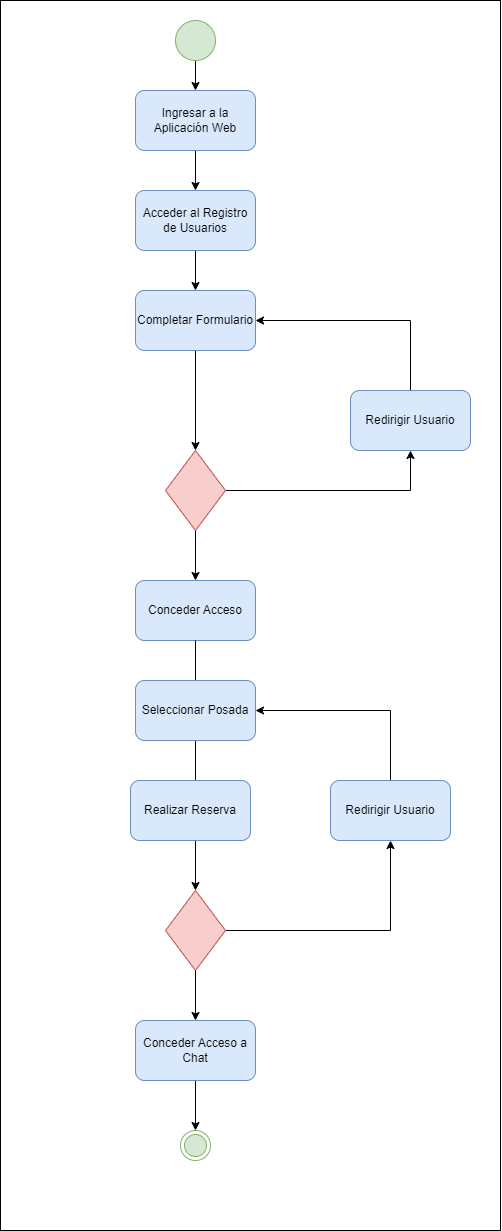 Ingresar a la
Aplicación Web
Acceder al Registro
de Usuarios
Completar Formulario
Redirigir Usuario
Conceder Acceso
Seleccionar Posada
Realizar Reserva
Redirigir Usuario
Conceder Acceso a
Chat